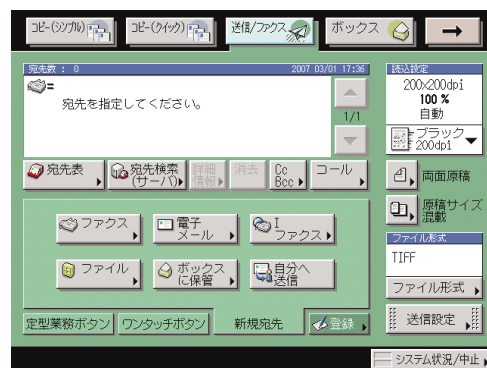 コピー(シンプル)
コピー(クイック)
送信/ファクス
ボックス
→
宛先数 : 0
2007 03/01 17:36
読込設定
宛先を指定してください。
1/1
200×200dpi
100 %
自動
ブラック
200dpi
宛先表
宛先検索
(サーバ)
詳細
情報
消去
Cc
Bcc
コール
両面原稿
原稿サイズ
混載
ファクス
電子
メール
I
ファクス
ファイル
ボックス
に保管
自分へ
送信
ファイル形式
TIFF
ファイル形式
定型業務ボタン
ワンタッチボタン
新規宛先
登録
送信設定
システム状況/中止